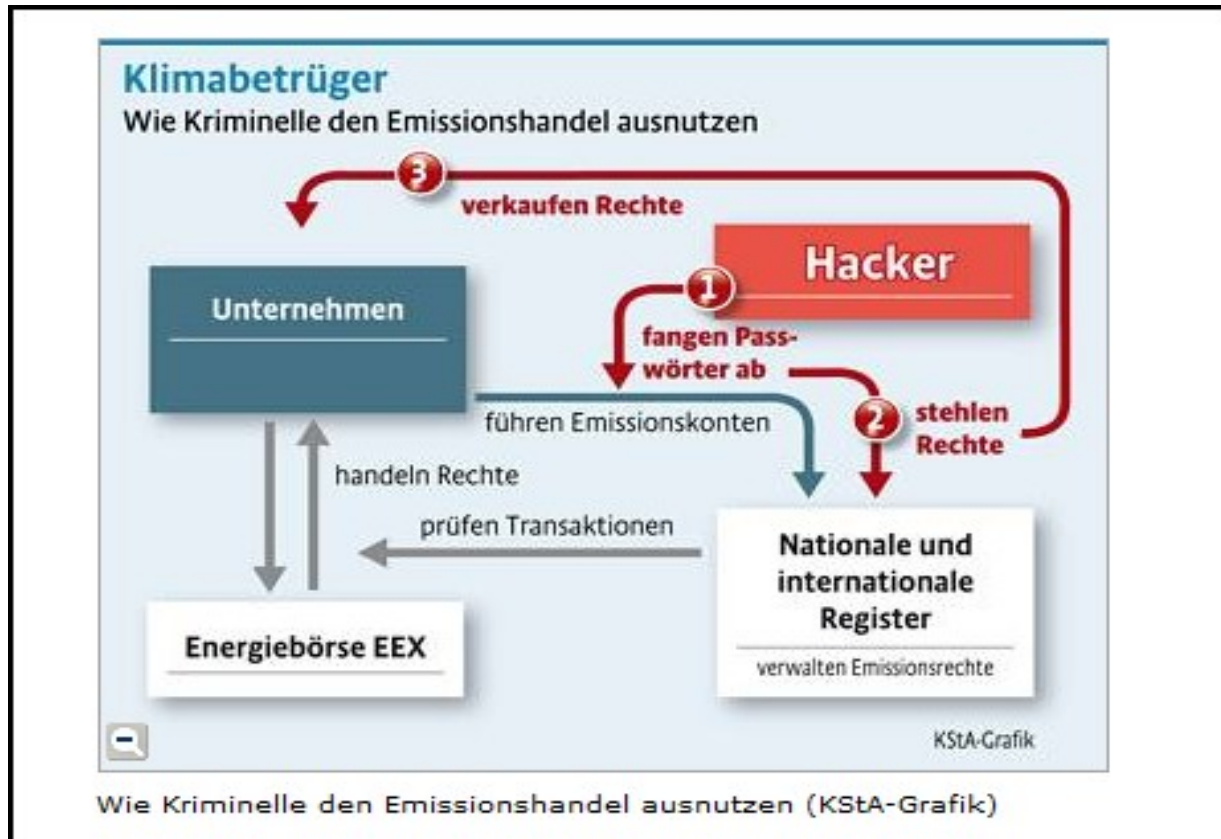 Klimabetrüger
Wie Kriminelle den Emissionshandel ausnutzen
3
verkaufen Rechte
Hacker
1
fangen Pass-
wörter ab
Unternehmen
2
stehlen
Rechte
führen Emissionskonten
handeln Rechte
prüfen Transaktionen
Nationale und
internationale
Register
verwalten Emissionsrechte
Energiebörse EEX
KStA-Grafik
Wie Kriminelle den Emissionshandel ausnutzen (KStA-Grafik)